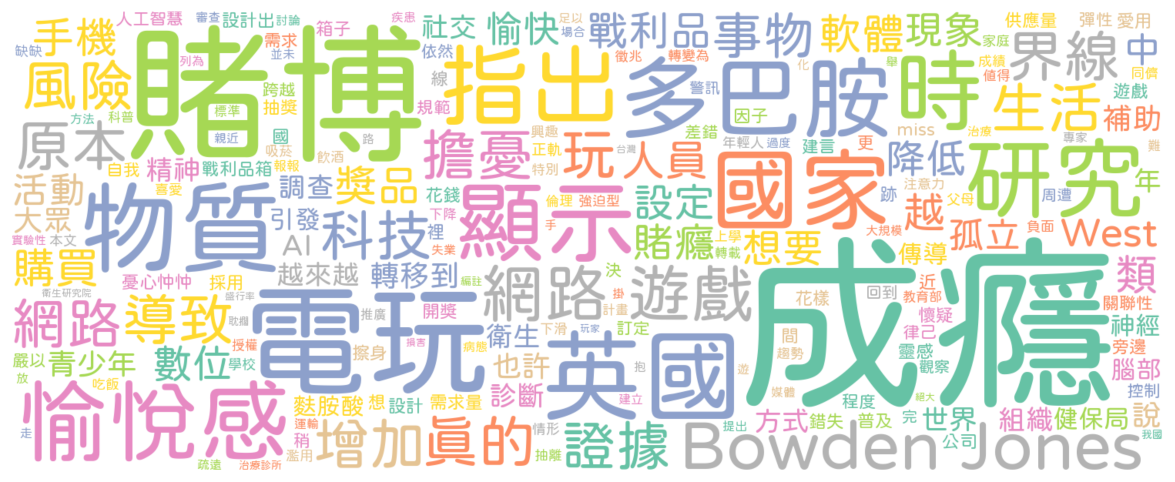 人工智慧 審查 設計出 討論 箱子 疾患 社交 愉快 足以 場合 戰利品 事物 軟體 現象 供應量 彈性 愛用
手機 缺缺 需求 並未 列為 賭博 依然 徵兆 轉變為 化 舉 家庭 成績 值得 同儕 界線 中
風險 科普 跨越 抽獎 標準 線 規範 指出 多巴胺 警訊 因子 時 生活 遊戲 補助
方法 原本 親近 國 吸菸 飲酒 路 擔憂 興趣 正軌 玩 台灣 人員 差錯 年輕人 過度 建言 更 miss 治療 專家 難
自我 精神 戰利品箱 報報 特別 國家 降低 研究 年
活動 喜愛 調查 獎品 花錢 倫理 強迫型 設定 跡 注意力 父母 周遭
大眾 物質 引發 下降 裡 顯示 手 賭癮 上學 想要 越 大規模 孤立 負面 West
實驗性 本文 AI 科技 失業 轉載 傳導
購買 憂心忡忡 採用 越來越 轉移到 網路遊戲 決 花樣 回到 近 教育部 類
衛生研究院 盛行率 編註 掛 計畫 懷疑 關聯性
網路 導致 耽擱 授權 電玩 推廣 開獎 衛生 下滑 玩家 訂定 英國 成癮 間 趨勢 律己 靈感 神經
嚴以 青少年 數位 學校 擦身 損害 病態 也許 抱 遊 媒體 觀察 旁邊 腦部
放 吃飯 愉悅感 麩胺酸 想 設計 需求量 診斷 建立 程度 絕大 控制
運輸 稍 增加 真的 情形 提出 方式 錯失 普及 完 世界 組織 健保局 說
走 濫用 抽離 證據 Bowden Jones 公司 我國
疏遠 治療診所